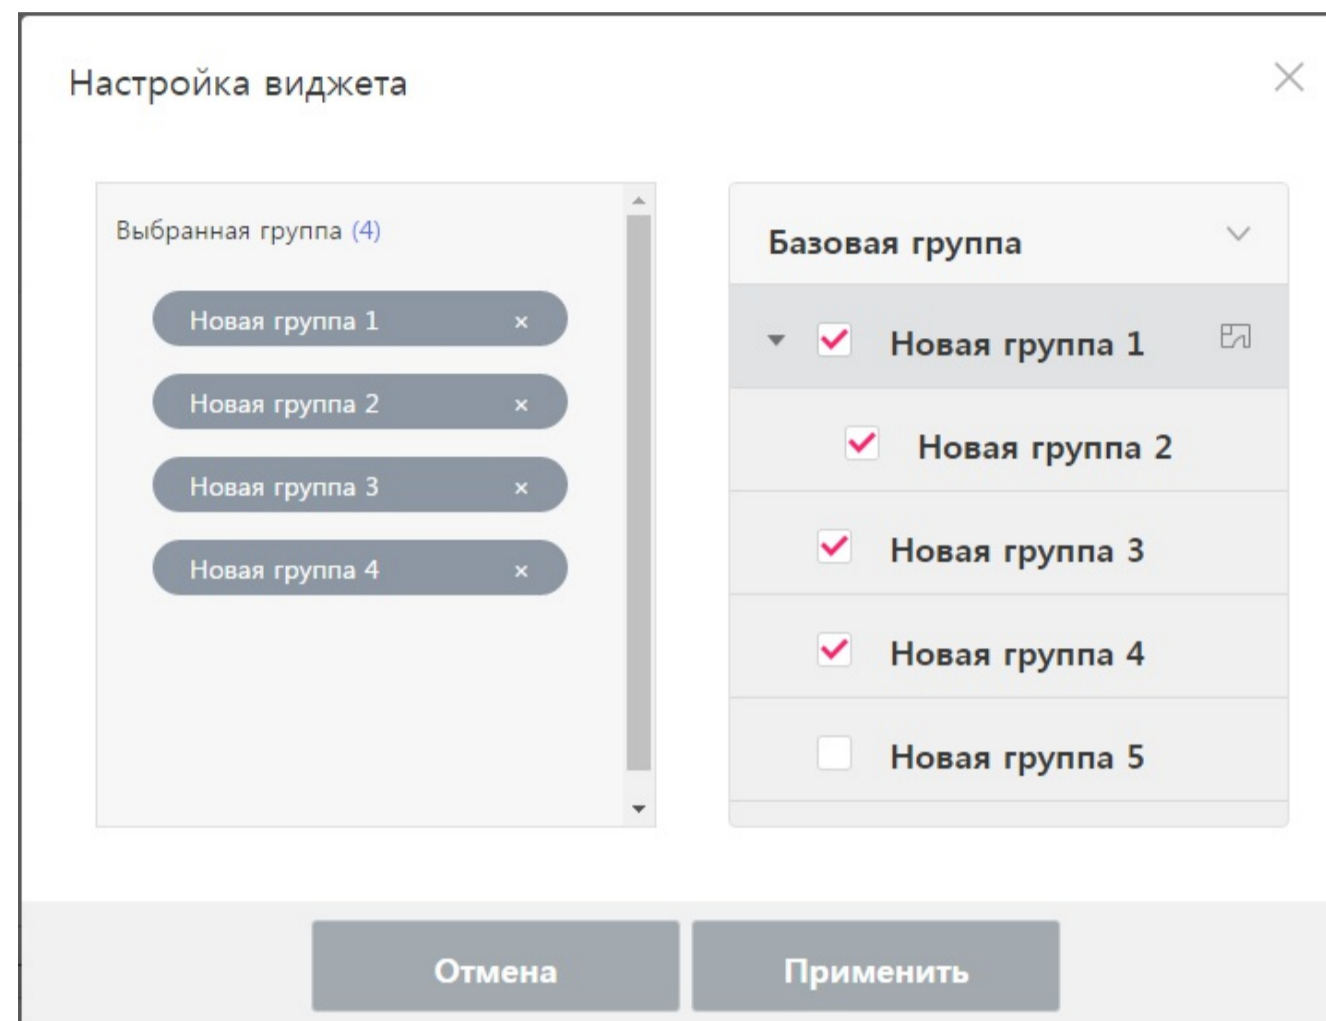 Настройка виджета
Выбранная группа (4)
Новая группа 1 ×
Новая группа 2 ×
Новая группа 3 ×
Новая группа 4 ×
Базовая группа
Новая группа 1
Новая группа 2
Новая группа 3
Новая группа 4
Новая группа 5
Отмена
Применить